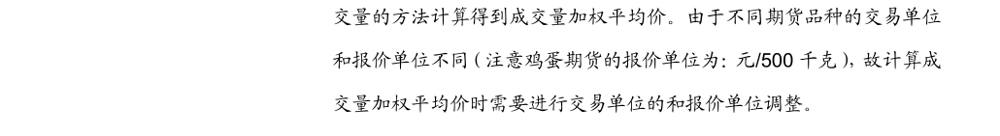 交量的方法计算得到成交量加权平均价。由于不同期货品种的交易单位
和报价单位不同（注意鸡蛋期货的报价单位为：元/500 千克），故计算成
交量加权平均价时需要进行交易单位的和报价单位调整。